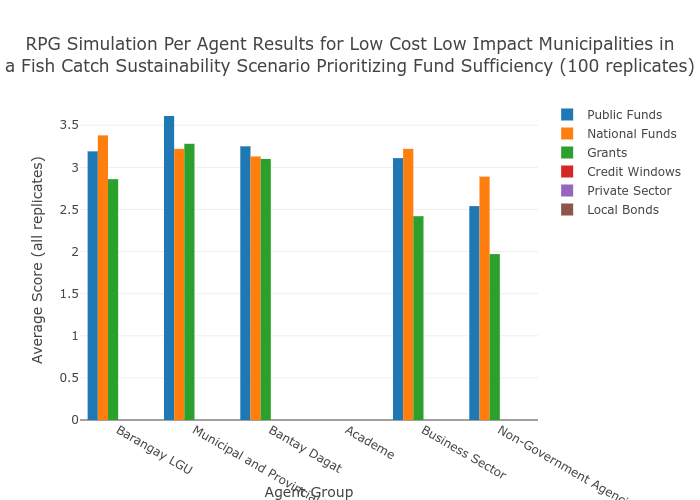 RPG Simulation Per Agent Results for Low Cost Low Impact Municipalities in
a Fish Catch Sustainability Scenario Prioritizing Fund Sufficiency (100 replicates)
Public Funds
National Funds
Grants
Credit Windows
Private Sector
Local Bonds
Average Score (all replicates)
3.5
3
2.5
2
1.5
1
0.5
0
Barangay LGU
Municipal and
Bantay Dagat
Academe
Business Sector
Non-Government
Agent Group